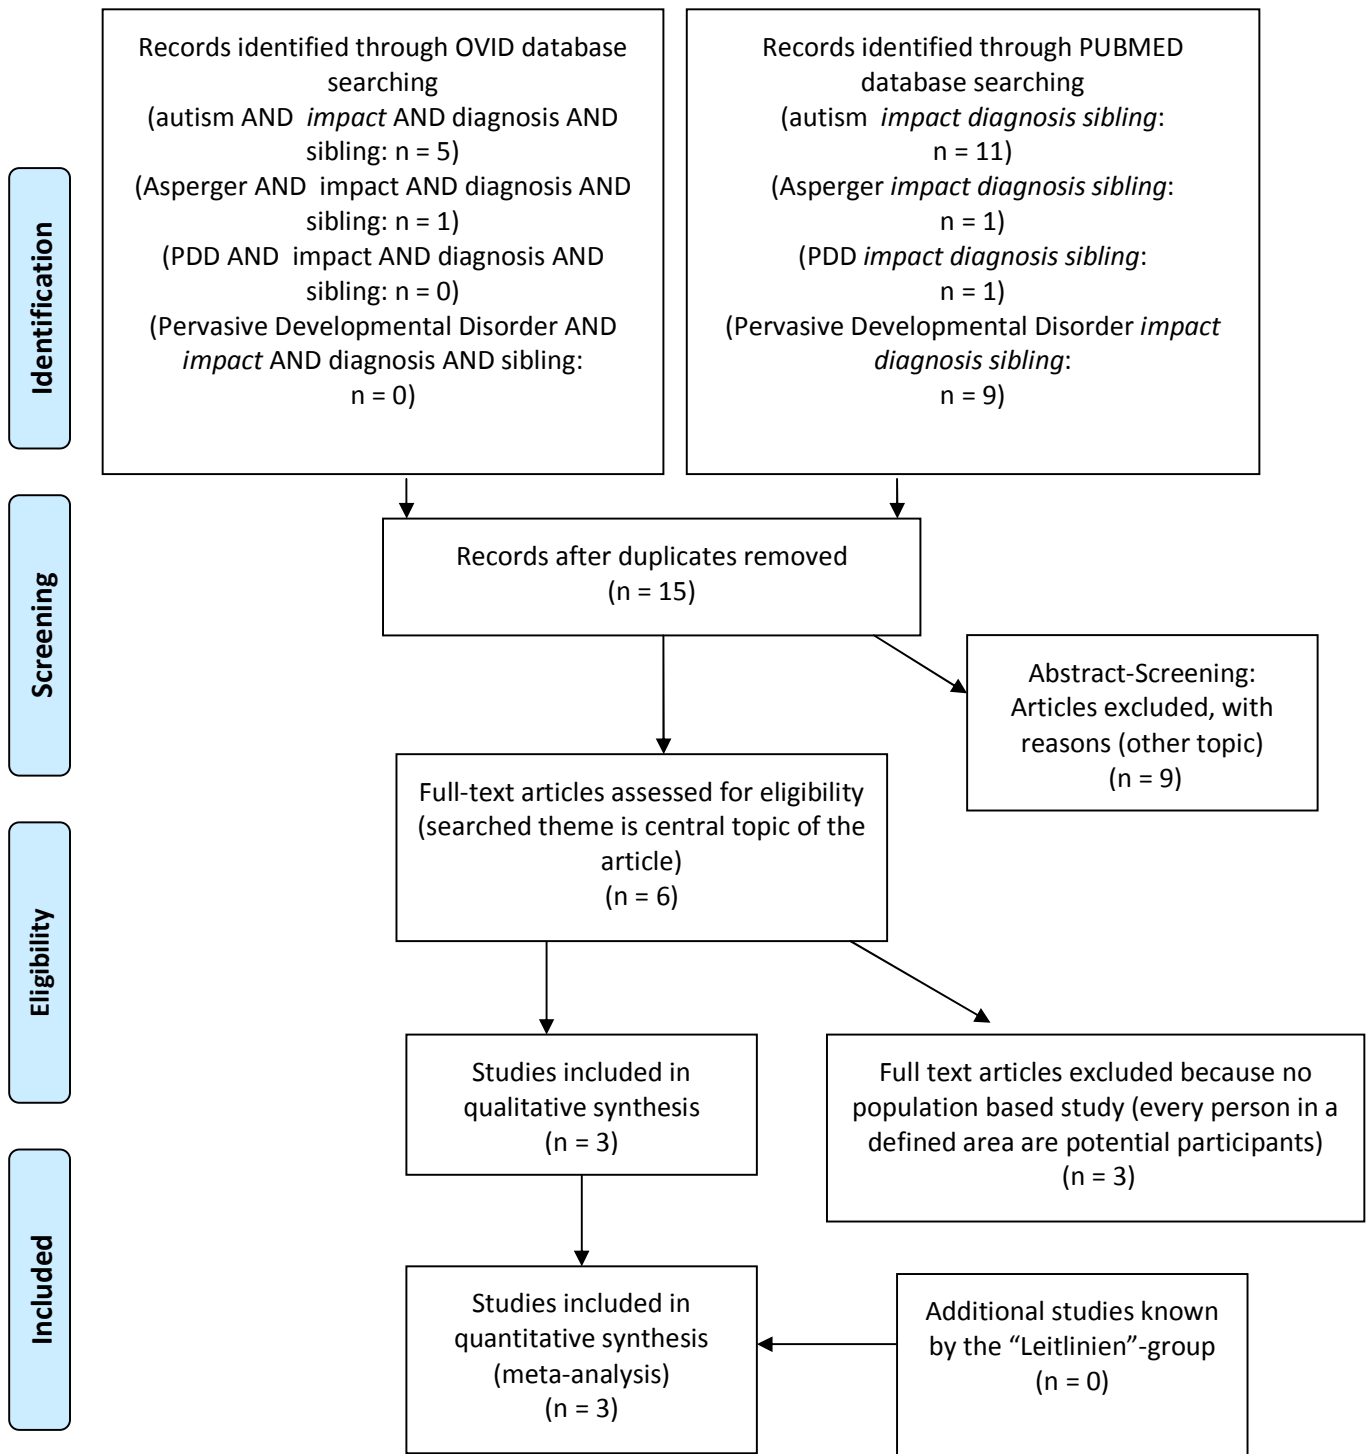 Identification
Records identified through OVID database
searching
(autism AND impact AND diagnosis AND
sibling: n = 5)
(Asperger AND impact AND diagnosis AND
sibling: n = 1)
(PDD AND impact AND diagnosis AND
sibling: n = 0)
(Pervasive Developmental Disorder AND
impact AND diagnosis AND sibling:
n = 0)
Records identified through PUBMED
database searching
(autism impact diagnosis sibling:
n = 11)
(Asperger impact diagnosis sibling:
n = 1)
(PDD impact diagnosis sibling:
n = 1)
(Pervasive Developmental Disorder impact
diagnosis sibling:
n = 9)
Screening
Records after duplicates removed
(n = 15)
Abstract-Screening:
Articles excluded, with
reasons (other topic)
(n = 9)
Eligibility
Full-text articles assessed for eligibility
(searched theme is central topic of the
article)
(n = 6)
Studies included in
qualitative synthesis
(n = 3)
Full text articles excluded because no
population based study (every person in a
defined area are potential participants)
(n = 3)
Included
Studies included in
quantitative synthesis
(meta-analysis)
(n = 3)
Additional studies known
by the “Leitlinien”-group
(n = 0)